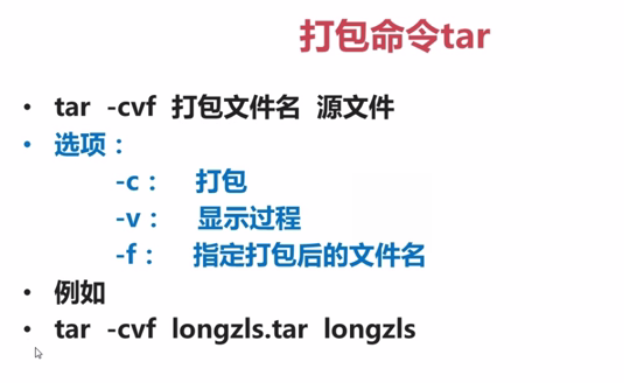 打包命令tar
• tar -cvf 打包文件名 源文件
• 选项：
-c： 打包
-v： 显示过程
-f： 指定打包后的文件名
• 例如
• tar -cvf longzls.tar longzls